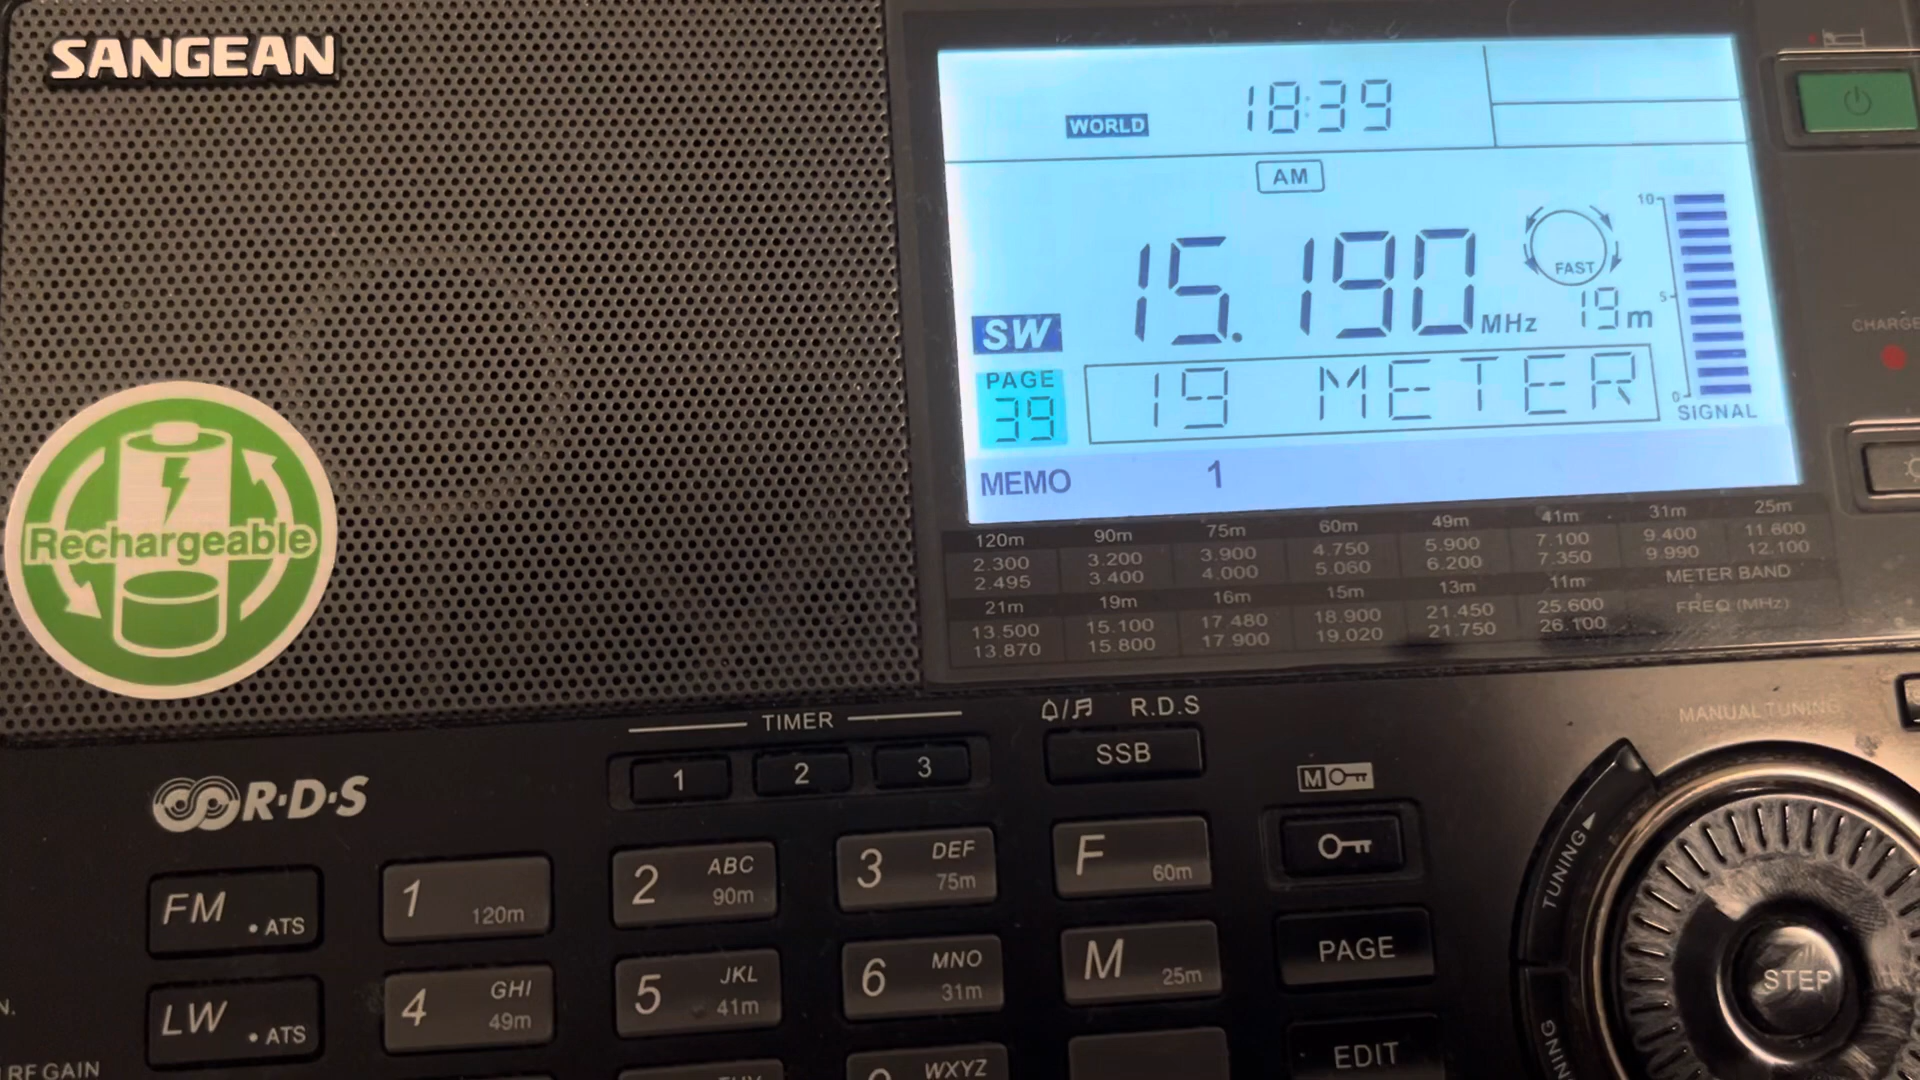 SANGEAN
WORLD 18:39
AM
15.190 MHz
FAST
19m
SW
PAGE
39
19 METER
10
5
0
SIGNAL
MEMO 1
CHARGE
Rechargeable
120m 90m 75m 60m 49m 41m 31m 25m
2.300 3.200 3.900 4.750 5.900 7.100 9.400 11.600
2.495 3.400 4.000 5.060 6.200 7.350 9.990 12.100
21m 19m 16m 15m 13m 11m METER BAND
13.500 15.100 17.480 18.900 21.450 25.600 FREQ (MHz)
13.870 15.800 17.900 19.020 21.750 26.100
TIMER
1 2 3
R.D.S
SSB
MANUAL TUNING
R·D·S
M
TUNING
FM • ATS
1 120m
2 ABC 90m
3 DEF 75m
F 60m
PAGE
STEP
LW • ATS
4 GHI 49m
5 JKL 41m
6 MNO 31m
M 25m
EDIT
RF GAIN
WXYZ